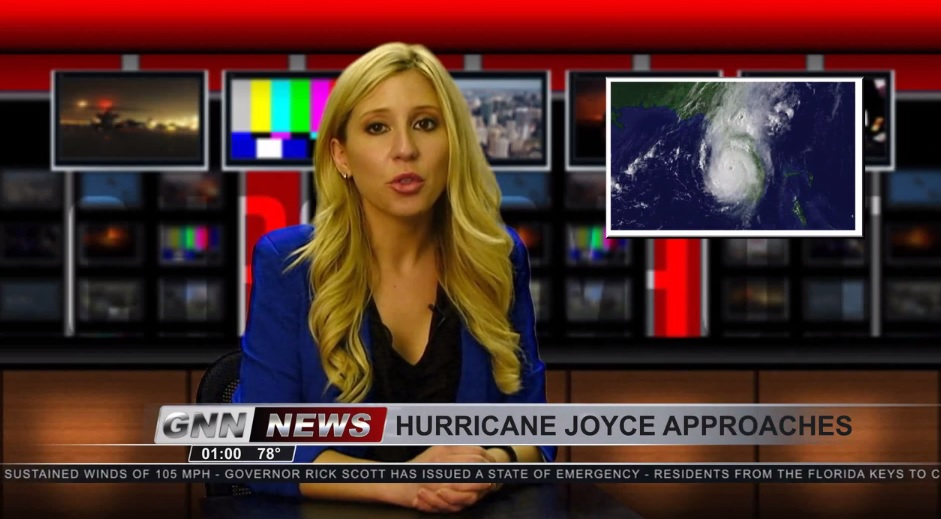 GNN NEWS HURRICANE JOYCE APPROACHES
01:00 78°
SUSTAINED WINDS OF 105 MPH - GOVERNOR RICK SCOTT HAS ISSUED A STATE OF EMERGENCY - RESIDENTS FROM THE FLORIDA KEYS TO C